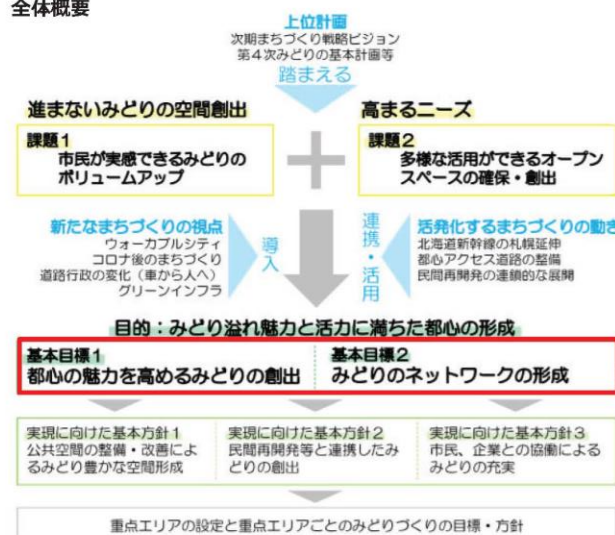 全体概要
上位計画
次期まちづくり戦略ビジョン
第4次みどりの基本計画等
踏まえる
進まないみどりの空間創出
高まるニーズ
課題1
市民が実感できるみどりの
ボリュームアップ
課題2
多様な活用ができるオープン
スペースの確保・創出
新たなまちづくりの視点
ウォーカブルシティ
コロナ後のまちづくり
道路行政の変化(車から人へ)
グリーンインフラ
導入
連携・活用
活発化するまちづくりの動き
北海道新幹線の札幌延伸
都心アクセス道路の整備
民間再開発の連鎖的な展開
目的:みどり溢れ魅力と活力に満ちた都心の形成
基本目標1
都心の魅力を高めるみどりの創出
基本目標2
みどりのネットワークの形成
実現に向けた基本方針1
公共空間の整備・改善によ
るみどり豊かな空間形成
実現に向けた基本方針2
民間再開発等と連携したみ
どりの創出
実現に向けた基本方針3
市民、企業との協働による
みどりの充実
重点エリアの設定と重点エリアごとのみどりづくりの目標・方針